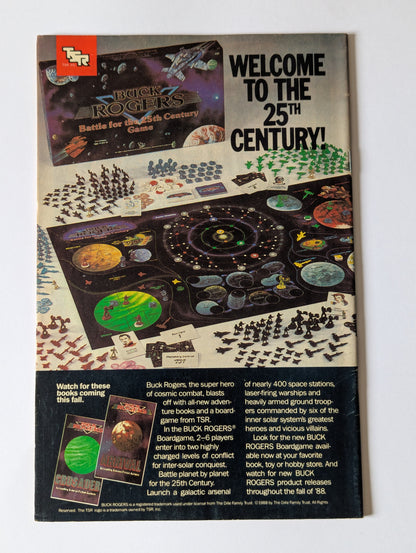 TSR
WELCOME
TO THE
25TH
CENTURY!
BUCK
ROGERS
Battle for the 25th Century
Game
Watch for these
books coming
this fall.
CRUSADER
Buck Rogers, the super hero
of cosmic combat, blasts
off with all-new adven-
ture books and a board-
game from TSR.
In the BUCK ROGERS®
Boardgame, 2–6 players
enter into two highly
charged levels of conflict
for inter-solar conquest.
Battle planet by planet
for the 25th Century.
Launch a galactic arsenal
of nearly 400 space stations,
laser-firing warships and
heavily armed ground troop-
ers commanded by six of the
inner solar system's greatest
heroes and vicious villains.
Look for the new BUCK
ROGERS Boardgame avail-
able now at your favorite
book, toy or hobby store. And
watch for new BUCK
ROGERS product releases
throughout the fall of '88.
BUCK ROGERS is a registered trademark used under license from The Dille Family Trust. © 1988 by The Dille Family Trust. All Rights
Reserved. The TSR logo is a trademark owned by TSR, Inc.